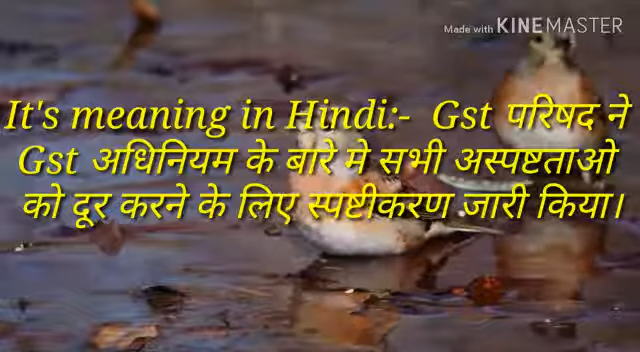 Made with KINEMASTER
It's meaning in Hindi:- Gst परिषद ने
Gst अधिनियम के बारे मे सभी अस्पष्टताओ
को दूर करने के लिए स्पष्टीकरण जारी किया।